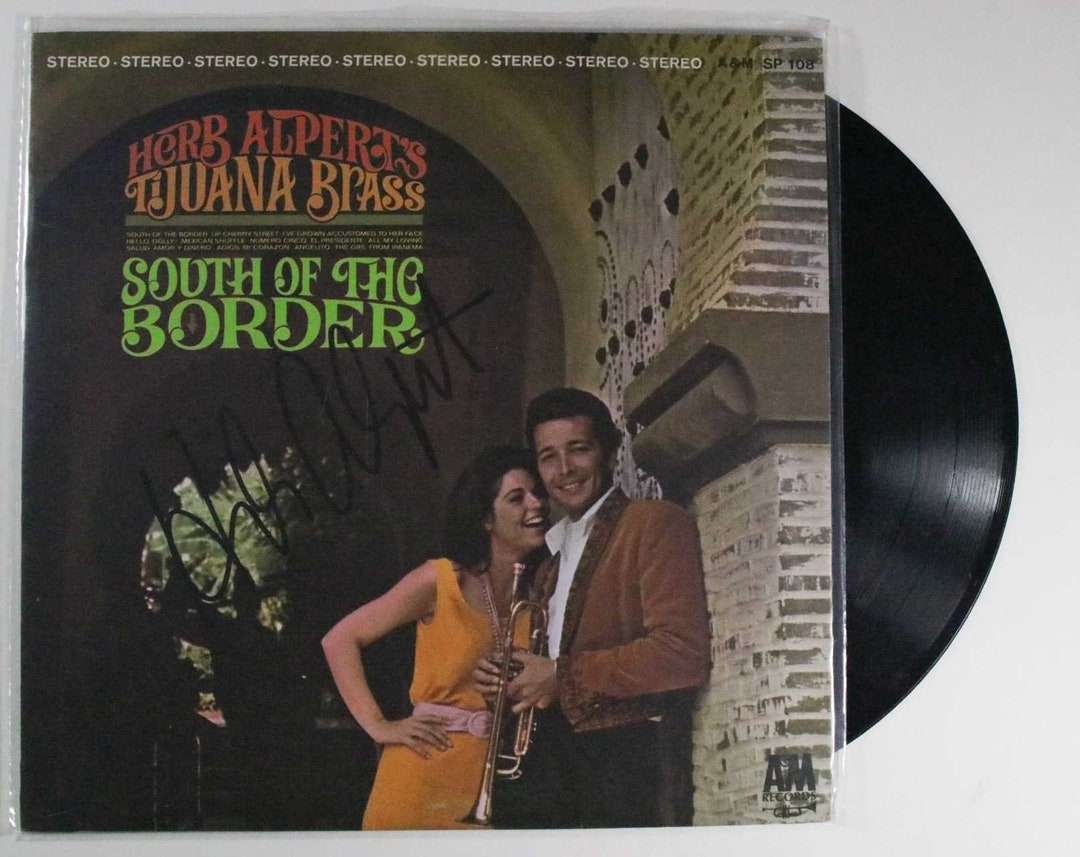 STEREO · STEREO · STEREO · STEREO · STEREO · STEREO · STEREO · STEREO · STEREO A&M SP 108
HERB ALPERT'S
TIJUANA BRASS
SOUTH OF THE BORDER · UP CHERRY STREET · I'VE GROWN ACCUSTOMED TO HER FACE
HELLO, DOLLY! · MEXICAN SHUFFLE · NUMERO CINCO · EL PRESIDENTE · ALL MY LOVING
SALUD, AMOR Y DINERO · ADIOS, MI CORAZON · ANGELITO · THE GIRL FROM IPANEMA
SOUTH OF THE
BORDER
Herb Alpert
A&M
RECORDS